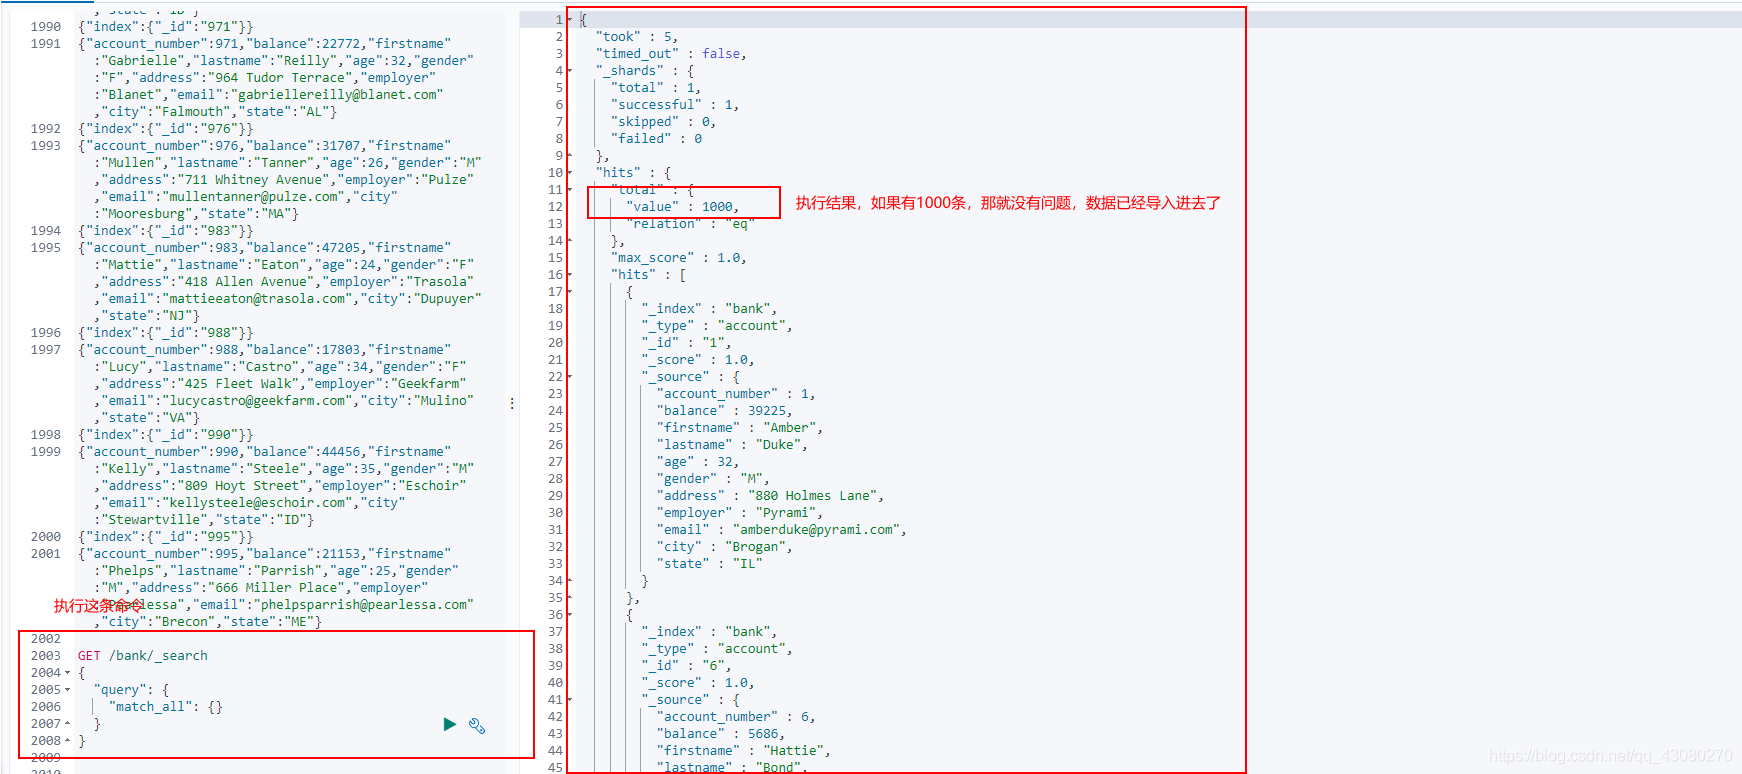 , state : ID }
1990 {"index":{"_id":"971"}}
1991 {"account_number":971,"balance":22772,"firstname"
:"Gabrielle","lastname":"Reilly","age":32,"gender"
:"F","address":"964 Tudor Terrace","employer"
:"Blanet","email":"gabriellereilly@blanet.com"
,"city":"Falmouth","state":"AL"}
1992 {"index":{"_id":"976"}}
1993 {"account_number":976,"balance":31707,"firstname"
:"Mullen","lastname":"Tanner","age":26,"gender":"M"
,"address":"711 Whitney Avenue","employer":"Pulze"
,"email":"mullentanner@pulze.com","city"
:"Mooresburg","state":"MA"}
1994 {"index":{"_id":"983"}}
1995 {"account_number":983,"balance":47205,"firstname"
:"Mattie","lastname":"Eaton","age":24,"gender":"F"
,"address":"418 Allen Avenue","employer":"Trasola"
,"email":"mattieeaton@trasola.com","city":"Dupuyer"
,"state":"NJ"}
1996 {"index":{"_id":"988"}}
1997 {"account_number":988,"balance":17803,"firstname"
:"Lucy","lastname":"Castro","age":34,"gender":"F"
,"address":"425 Fleet Walk","employer":"Geekfarm"
,"email":"lucycastro@geekfarm.com","city":"Mulino"
,"state":"VA"}
1998 {"index":{"_id":"990"}}
1999 {"account_number":990,"balance":44456,"firstname"
:"Kelly","lastname":"Steele","age":35,"gender":"M"
,"address":"809 Hoyt Street","employer":"Eschoir"
,"email":"kellysteele@eschoir.com","city"
:"Stewartville","state":"ID"}
2000 {"index":{"_id":"995"}}
2001 {"account_number":995,"balance":21153,"firstname"
:"Phelps","lastname":"Parrish","age":25,"gender"
:"M","address":"666 Miller Place","employer"
执行这条命令
lessa","email":"phelpsparrish@pearlessa.com"
,"city":"Brecon","state":"ME"}
2002
2003 GET /bank/_search
2004 {
2005 "query": {
2006 "match_all": {}
2007 }
2008 }
2009
2010
1 {
2 "took" : 5,
3 "timed_out" : false,
4 "_shards" : {
5 "total" : 1,
6 "successful" : 1,
7 "skipped" : 0,
8 "failed" : 0
9 },
10 "hits" : {
11 "total" : {
12 "value" : 1000,
执行结果，如果有1000条，那就没有问题，数据已经导入进去了
13 "relation" : "eq"
14 },
15 "max_score" : 1.0,
16 "hits" : [
17 {
18 "_index" : "bank",
19 "_type" : "account",
20 "_id" : "1",
21 "_score" : 1.0,
22 "_source" : {
23 "account_number" : 1,
24 "balance" : 39225,
25 "firstname" : "Amber",
26 "lastname" : "Duke",
27 "age" : 32,
28 "gender" : "M",
29 "address" : "880 Holmes Lane",
30 "employer" : "Pyrami",
31 "email" : "amberduke@pyrami.com",
32 "city" : "Brogan",
33 "state" : "IL"
34 }
35 },
36 {
37 "_index" : "bank",
38 "_type" : "account",
39 "_id" : "6",
40 "_score" : 1.0,
41 "_source" : {
42 "account_number" : 6,
43 "balance" : 5686,
44 "firstname" : "Hattie",
45 "lastname" : "Bond",
https://blog.csdn.net/qq_43080270